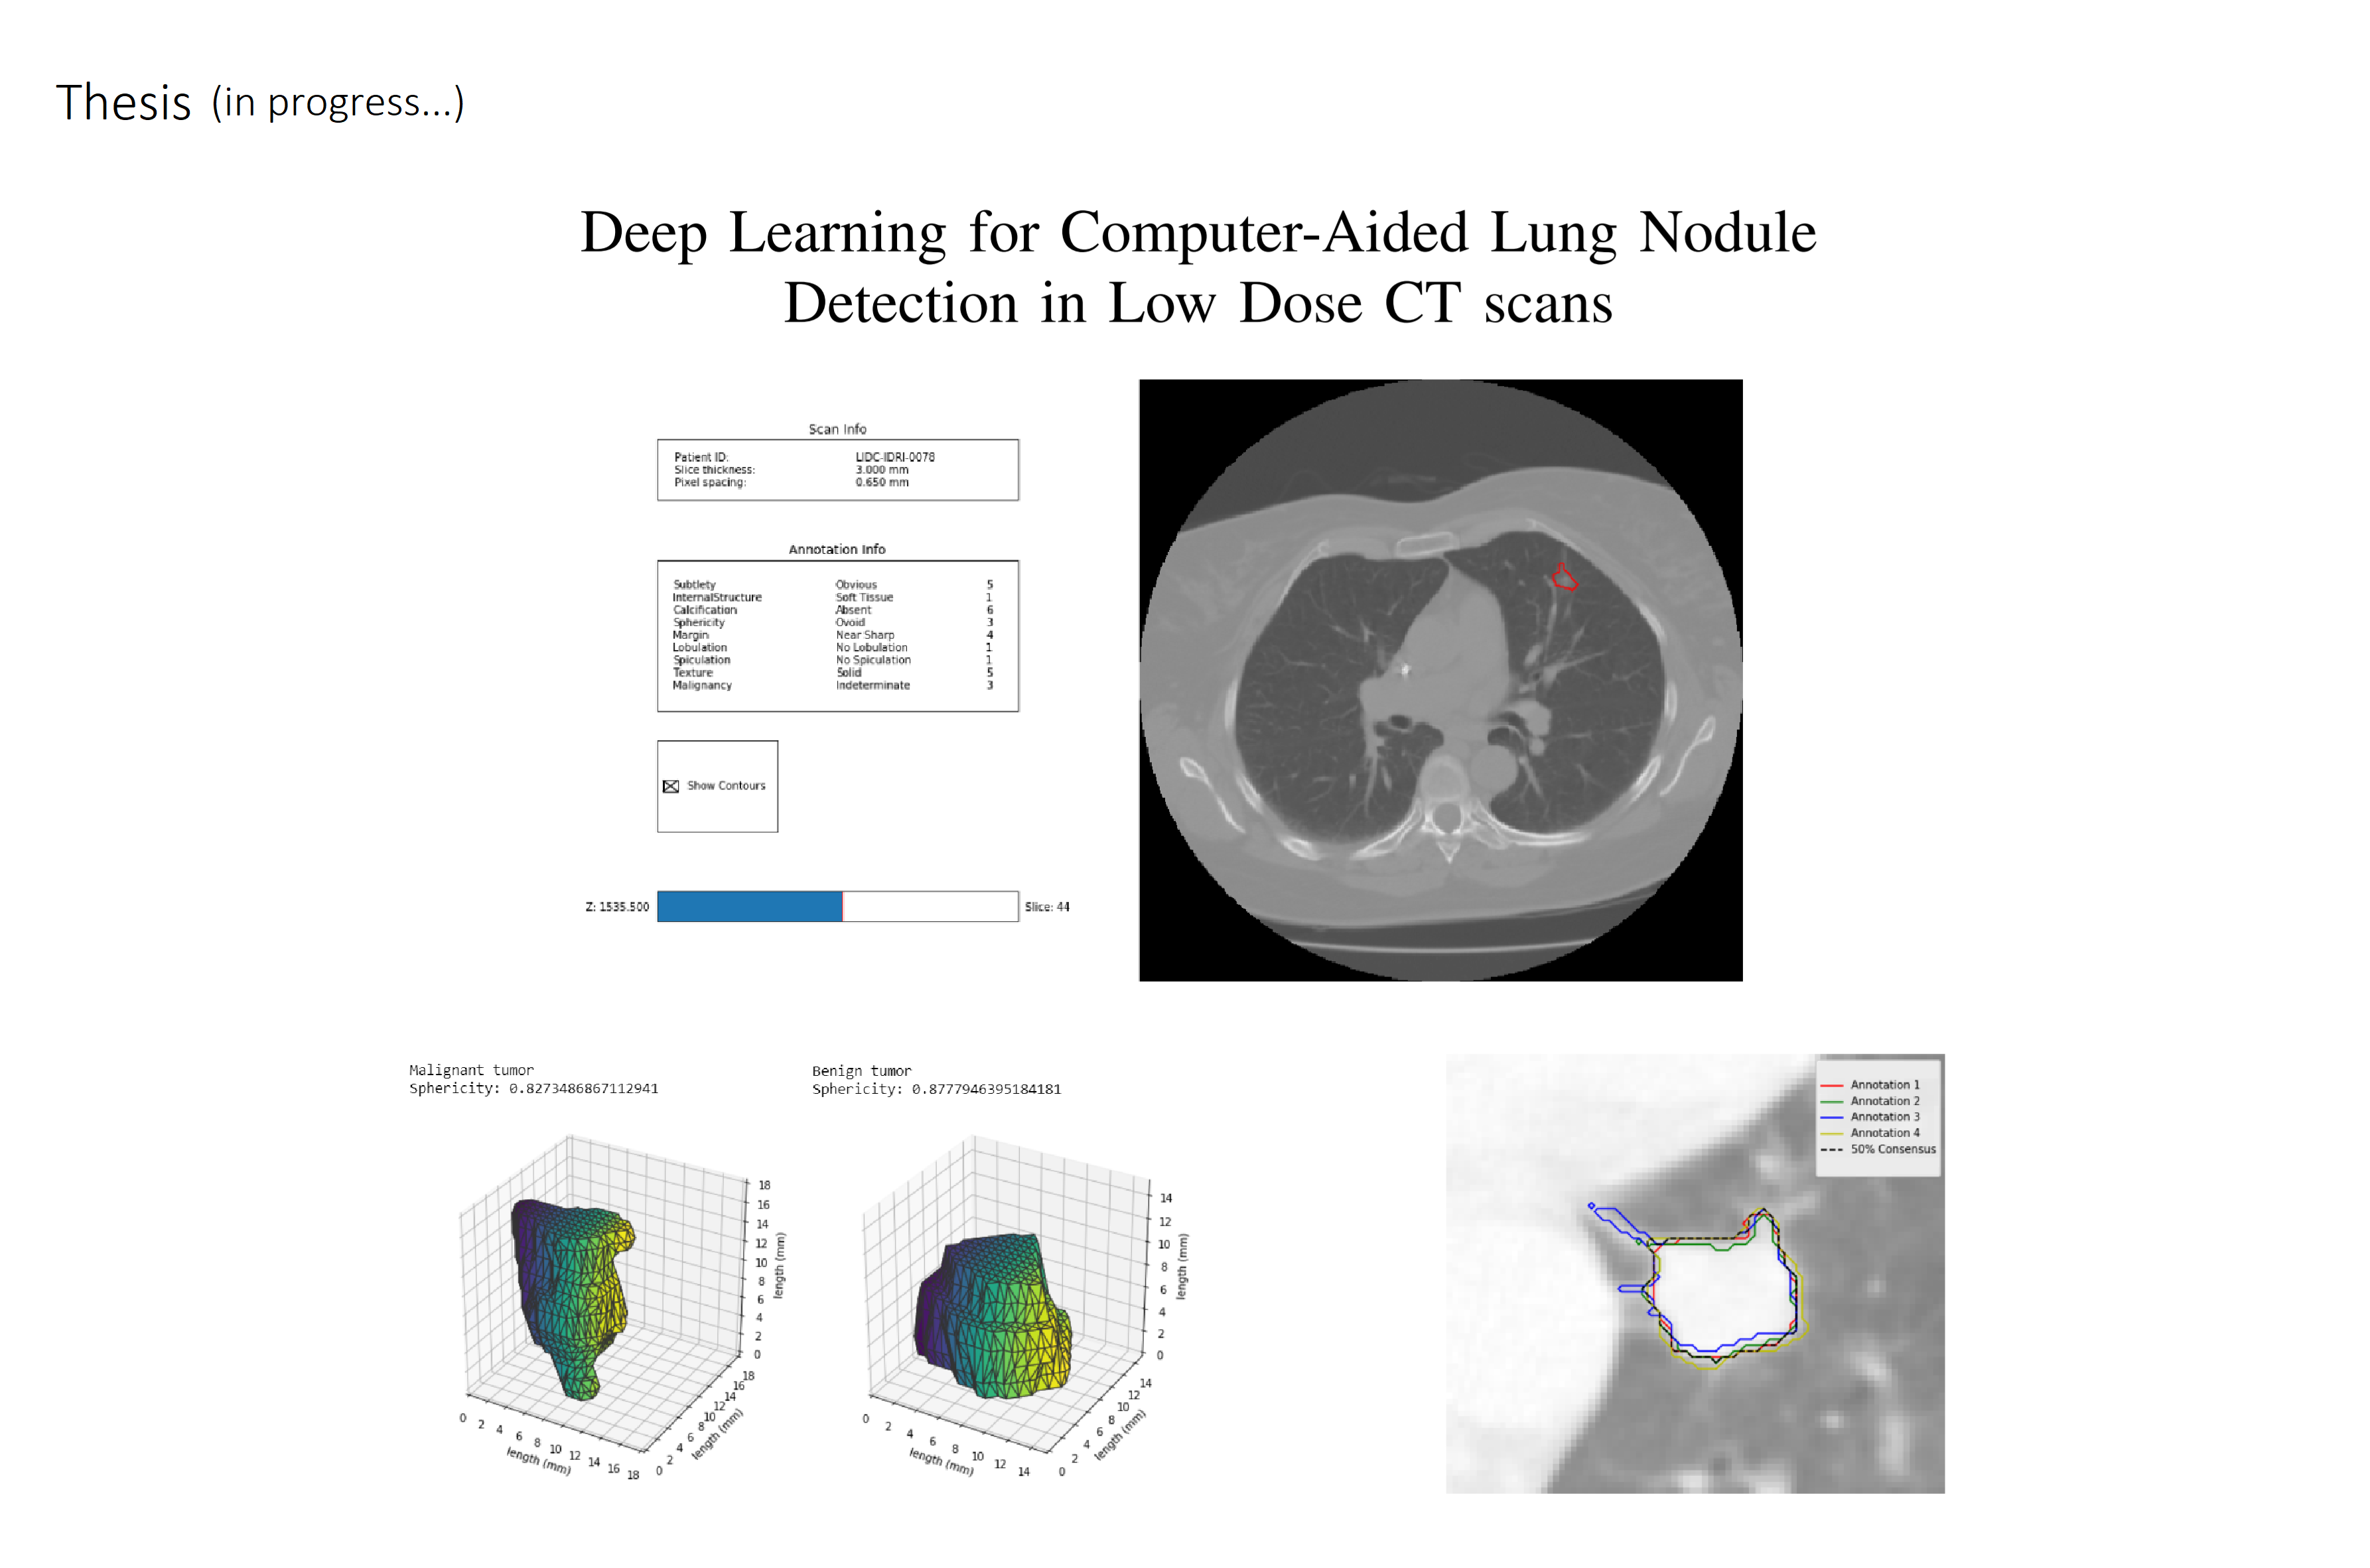 Thesis (in progress...)
Deep Learning for Computer-Aided Lung Nodule
Detection in Low Dose CT scans
Scan Info
Patient ID: LIDC-IDRI-0078
Slice thickness: 3.000 mm
Pixel spacing: 0.650 mm
Annotation Info
Subtlety Obvious 5
InternalStructure Soft Tissue 1
Calcification Absent 6
Sphericity Ovoid 3
Margin Near Sharp 4
Lobulation No Lobulation 1
Spiculation No Spiculation 1
Texture Solid 5
Malignancy Indeterminate 3
Show Contours
Z: 1535.500 Slice: 44
Malignant tumor
Sphericity: 0.8273486867112941
18
16
14
12
10
8
6
4
2
0
length (mm)
0 2 4 6 8 10 12 14 16 18
length (mm)
0 2 4 6 8 10 12 14 16 18
length (mm)
Benign tumor
Sphericity: 0.8777946395184181
14
12
10
8
6
4
2
0
length (mm)
0 2 4 6 8 10 12 14
length (mm)
0 2 4 6 8 10 12 14
length (mm)
Annotation 1
Annotation 2
Annotation 3
Annotation 4
50% Consensus